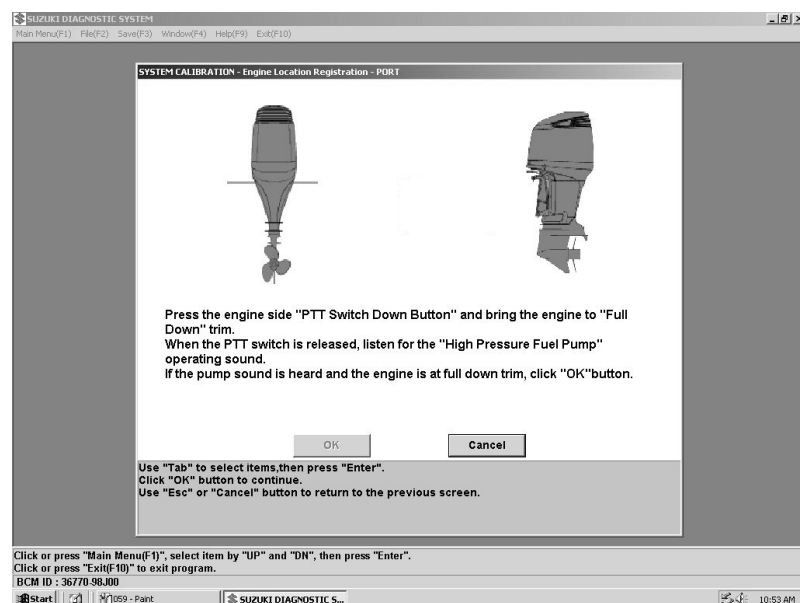 SUZUKI DIAGNOSTIC SYSTEM
Main Menu(F1) File(F2) Save(F3) Window(F4) Help(F9) Exit(F10)
SYSTEM CALIBRATION - Engine Location Registration - PORT
Press the engine side "PTT Switch Down Button" and bring the engine to "Full
Down" trim.
When the PTT switch is released, listen for the "High Pressure Fuel Pump"
operating sound.
If the pump sound is heard and the engine is at full down trim, click "OK"button.
OK Cancel
Use "Tab" to select items,then press "Enter".
Click "OK" button to continue.
Use "Esc" or "Cancel" button to return to the previous screen.
Click or press "Main Menu(F1)", select item by "UP" and "DN", then press "Enter".
Click or press "Exit(F10)" to exit program.
BCM ID : 36770-98J00
Start 059 - Paint SUZUKI DIAGNOSTIC S... 10:53 AM